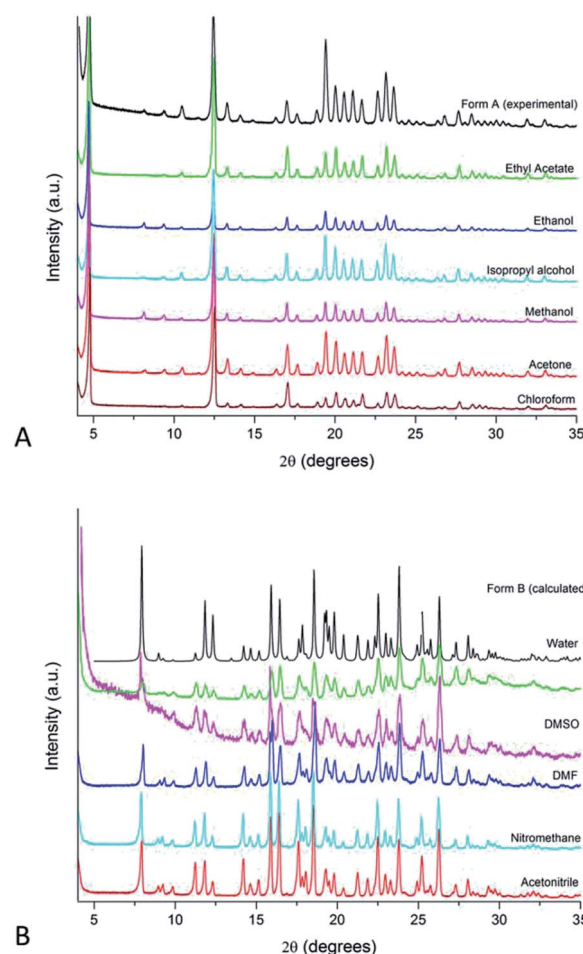 Form A (experimental)
Ethyl Acetate
Ethanol
Isopropyl alcohol
Methanol
Acetone
Chloroform
Intensity (a.u.)
5 10 15 20 25 30 35
2θ (degrees)
A
Form B (calculated
Water
DMSO
DMF
Nitromethane
Acetonitrile
Intensity (a.u.)
5 10 15 20 25 30 35
2θ (degrees)
B